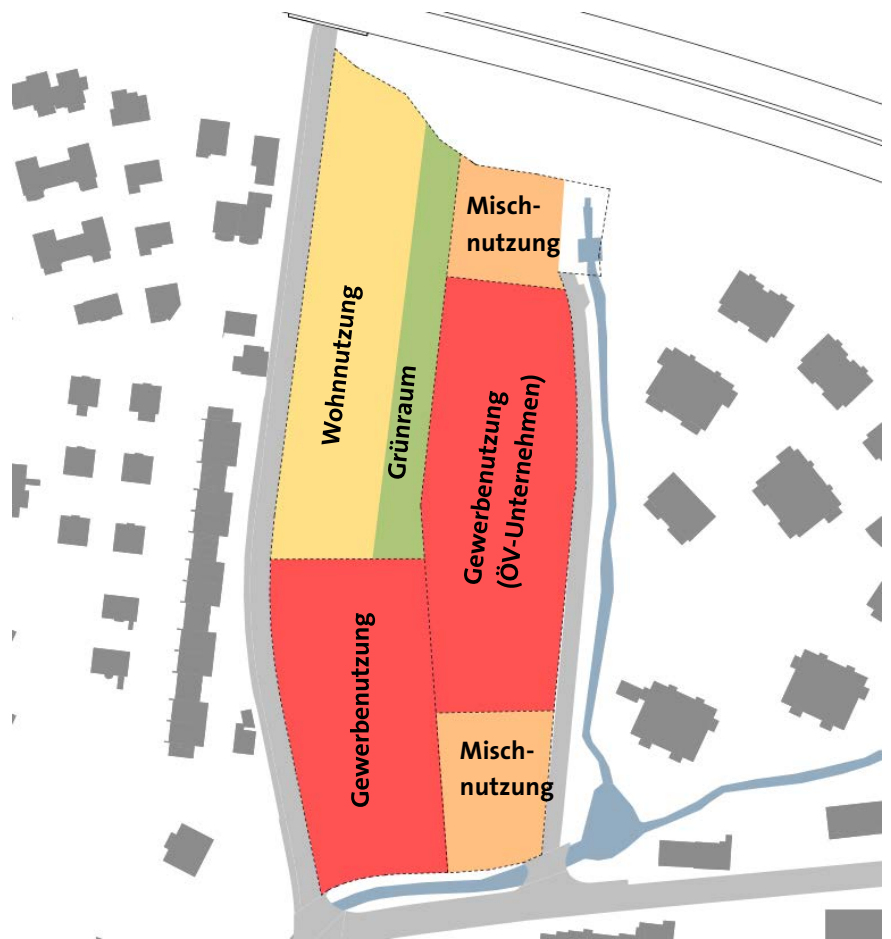 Misch-
nutzung
Wohnnutzung
Grünraum
Gewerbenutzung
(ÖV-Unternehmen)
Gewerbenutzung
Misch-
nutzung